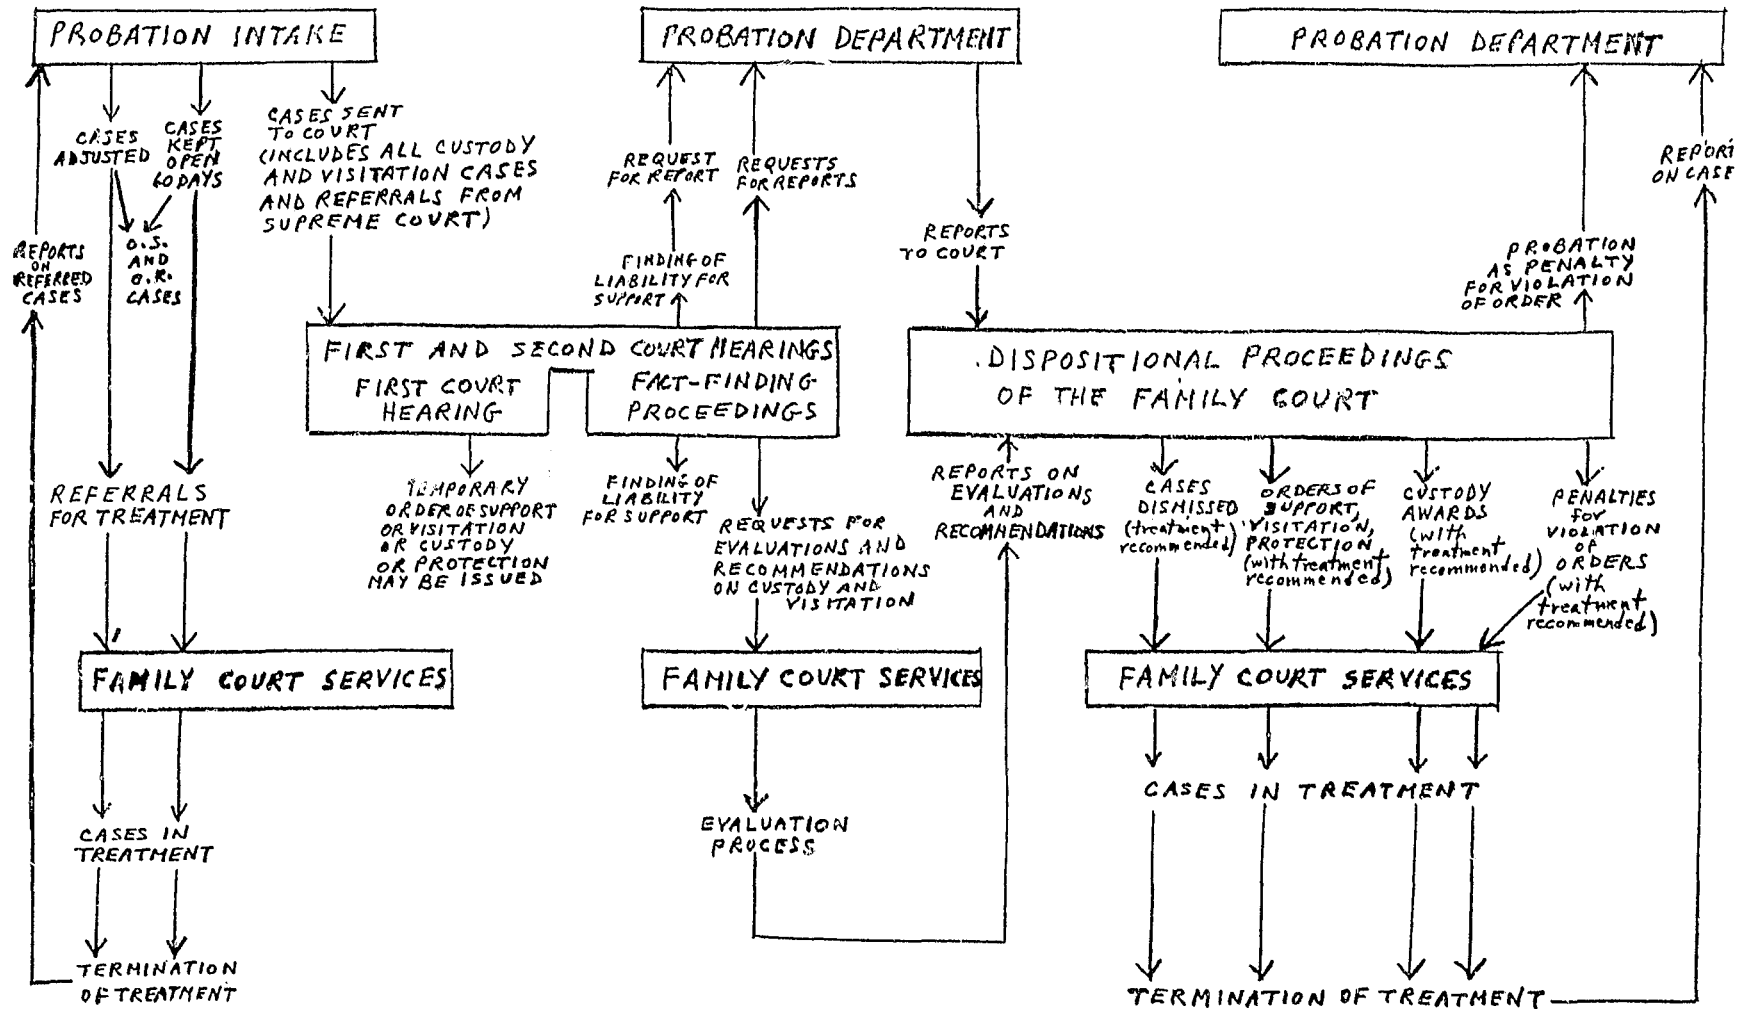 PROBATION INTAKE
CASES
ADJUSTED
CASES
KEPT
OPEN
60 DAYS
CASES SENT
TO COURT
(INCLUDES ALL CUSTODY
AND VISITATION CASES
AND REFERRALS FROM
SUPREME COURT)
REPORTS
ON
REFERRED
CASES
O.S.
AND
O.R.
CASES
REFERRALS
FOR TREATMENT
FAMILY COURT SERVICES
CASES IN
TREATMENT
TERMINATION
OF TREATMENT
PROBATION DEPARTMENT
REQUEST
FOR REPORT
REQUESTS
FOR REPORTS
FINDING OF
LIABILITY FOR
SUPPORT
REPORTS
TO COURT
FIRST AND SECOND COURT HEARINGS
FIRST COURT
HEARING
FACT-FINDING
PROCEEDINGS
TEMPORARY
ORDER OF SUPPORT
OR VISITATION
OR CUSTODY
OR PROTECTION
MAY BE ISSUED
FINDING OF
LIABILITY
FOR SUPPORT
REQUESTS FOR
EVALUATIONS AND
RECOMMENDATIONS
ON CUSTODY AND
VISITATION
FAMILY COURT SERVICES
EVALUATION
PROCESS
PROBATION DEPARTMENT
REPORT
ON CASE
PROBATION
AS PENALTY
FOR VIOLATION
OF ORDER
DISPOSITIONAL PROCEEDINGS
OF THE FAMILY COURT
REPORTS ON
EVALUATIONS
AND
RECOMMENDATIONS
CASES
DISMISSED
(treatment
recommended)
ORDERS OF
SUPPORT,
VISITATION,
PROTECTION
(with treatment
recommended)
CUSTODY
AWARDS
(with
treatment
recommended)
PENALTIES
for
VIOLATION
OF
ORDERS
(with
treatment
recommended)
FAMILY COURT SERVICES
CASES IN TREATMENT
TERMINATION OF TREATMENT